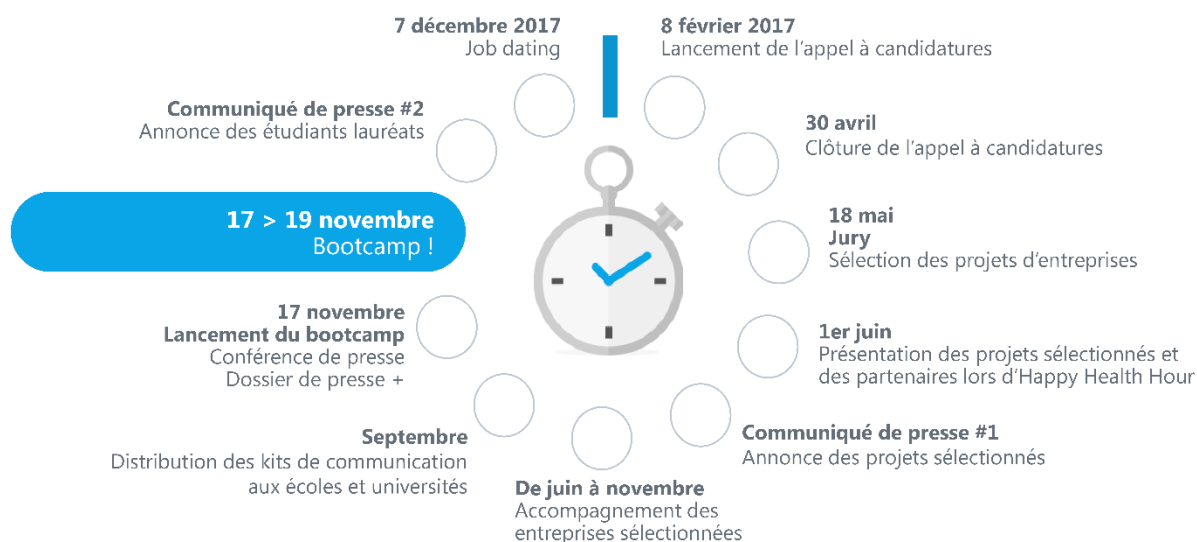 8 février 2017
Lancement de l'appel à candidatures
30 avril
Clôture de l'appel à candidatures
18 mai
Jury
Sélection des projets d'entreprises
1er juin
Présentation des projets sélectionnés et
des partenaires lors d'Happy Health Hour
Communiqué de presse #1
Annonce des projets sélectionnés
De juin à novembre
Accompagnement des
entreprises sélectionnées
Septembre
Distribution des kits de communication
aux écoles et universités
17 novembre
Lancement du bootcamp
Conférence de presse
Dossier de presse +
17 > 19 novembre
Bootcamp !
Communiqué de presse #2
Annonce des étudiants lauréats
7 décembre 2017
Job dating